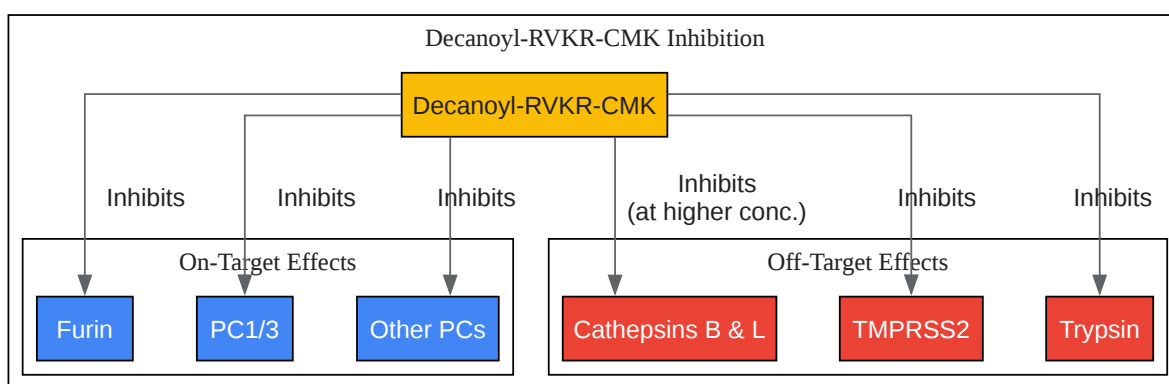 Decanoyl-RVKR-CMK Inhibition
Decanoyl-RVKR-CMK
Inhibits
Inhibits
Inhibits
Inhibits
(at higher conc.)
Inhibits
Inhibits
On-Target Effects
Off-Target Effects
Furin
PC1/3
Other PCs
Cathepsins B & L
TMPRSS2
Trypsin